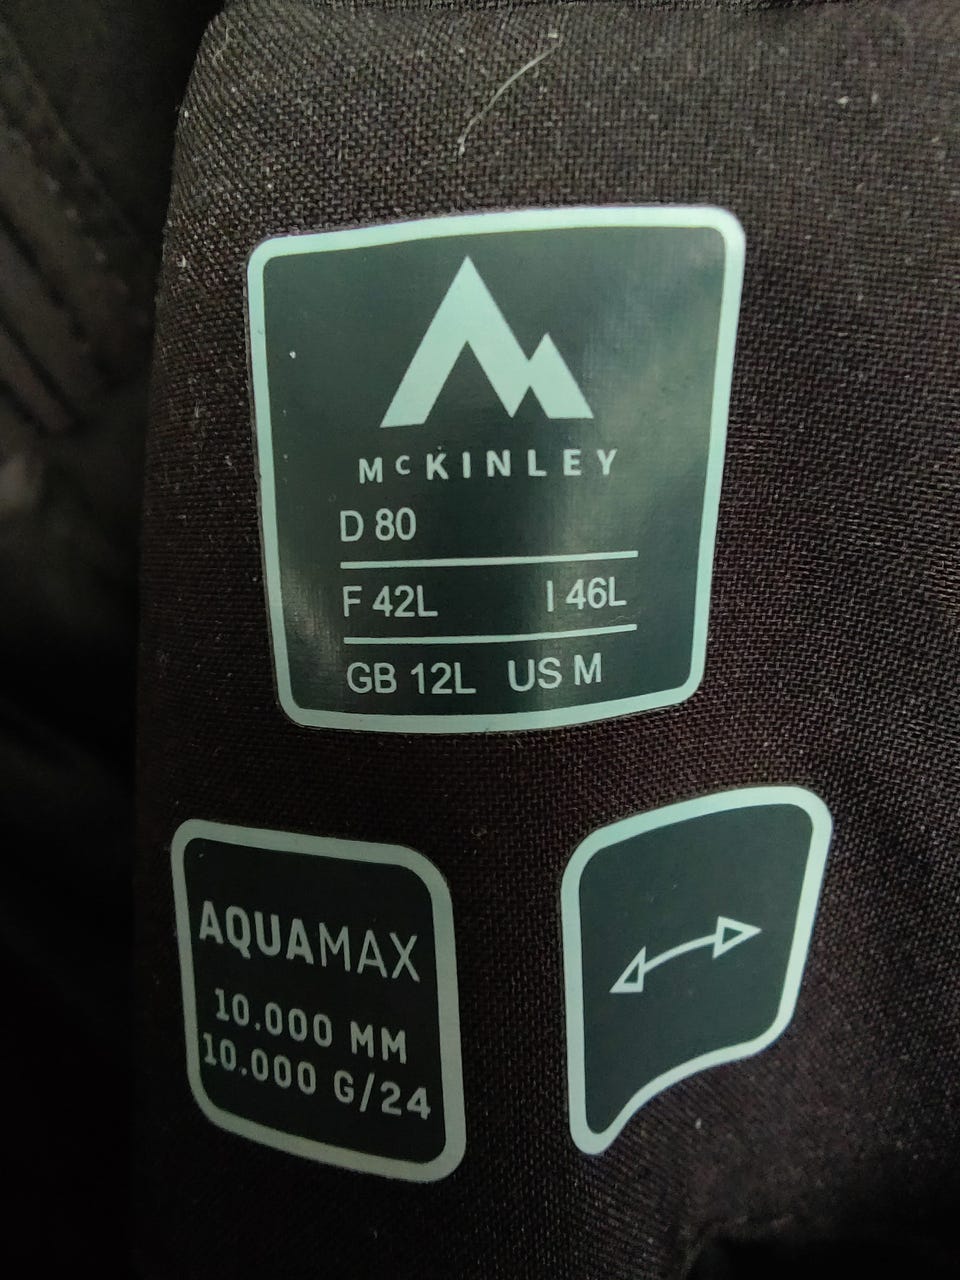 McKINLEY
D 80
F 42L I 46L
GB 12L US M
AQUAMAX
10.000 MM
10.000 G/24